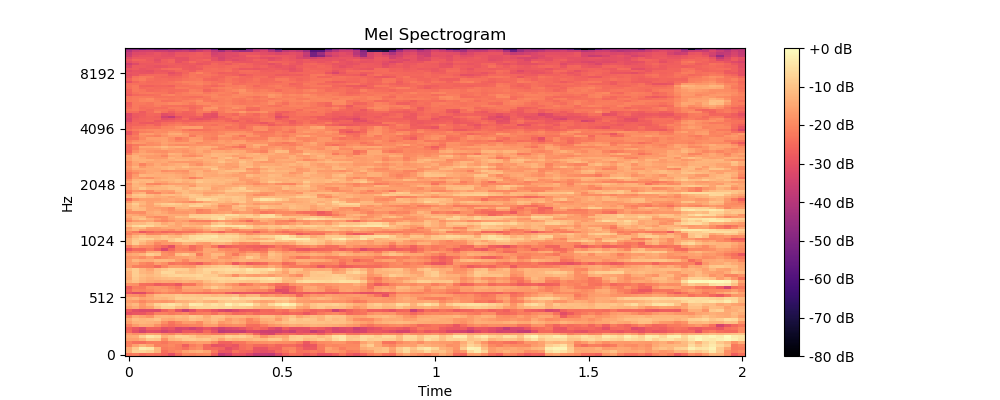 Mel Spectrogram
Hz
8192
4096
2048
1024
512
0
0 0.5 1 1.5 2
Time
+0 dB
-10 dB
-20 dB
-30 dB
-40 dB
-50 dB
-60 dB
-70 dB
-80 dB